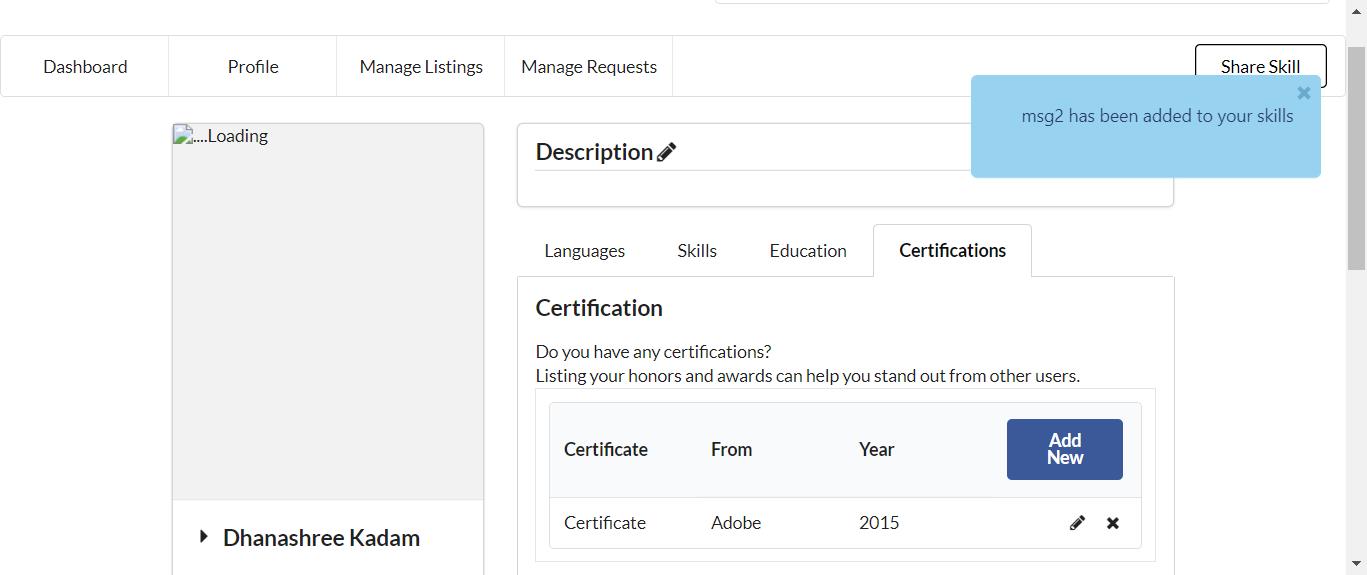 Dashboard
Profile
Manage Listings
Manage Requests
Share Skill
msg2 has been added to your skills
....Loading
Description
Languages
Skills
Education
Certifications
Certification
Do you have any certifications?
Listing your honors and awards can help you stand out from other users.
Certificate
From
Year
Add
New
Certificate
Adobe
2015
Dhanashree Kadam